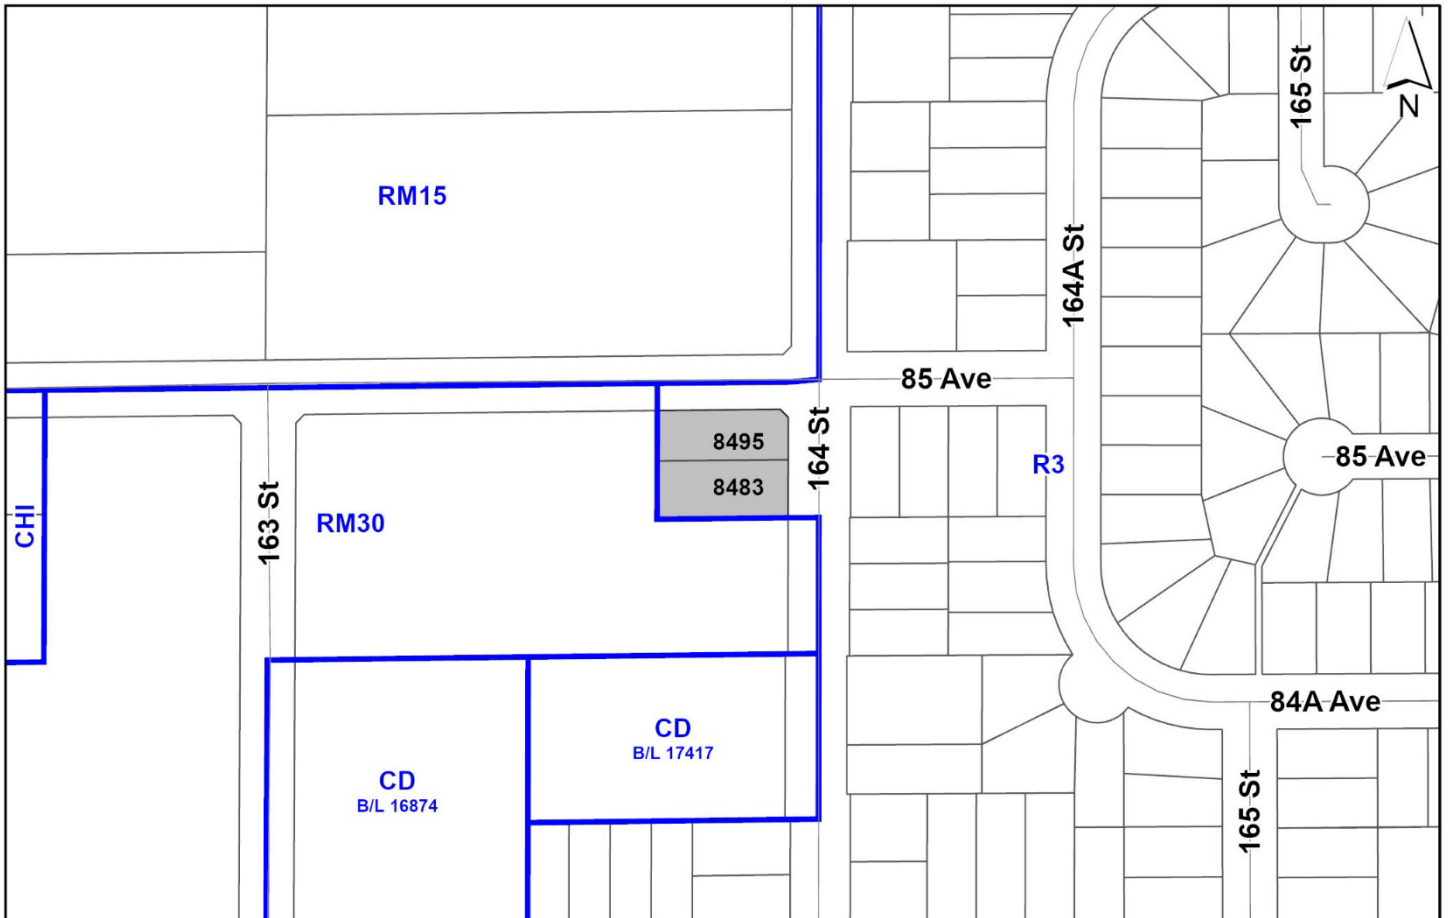 165 St
N
RM15
164A St
85 Ave
8495
164 St
85 Ave
R3
8483
CHI
163 St
RM30
84A Ave
CD
B/L 17417
CD
B/L 16874
165 St